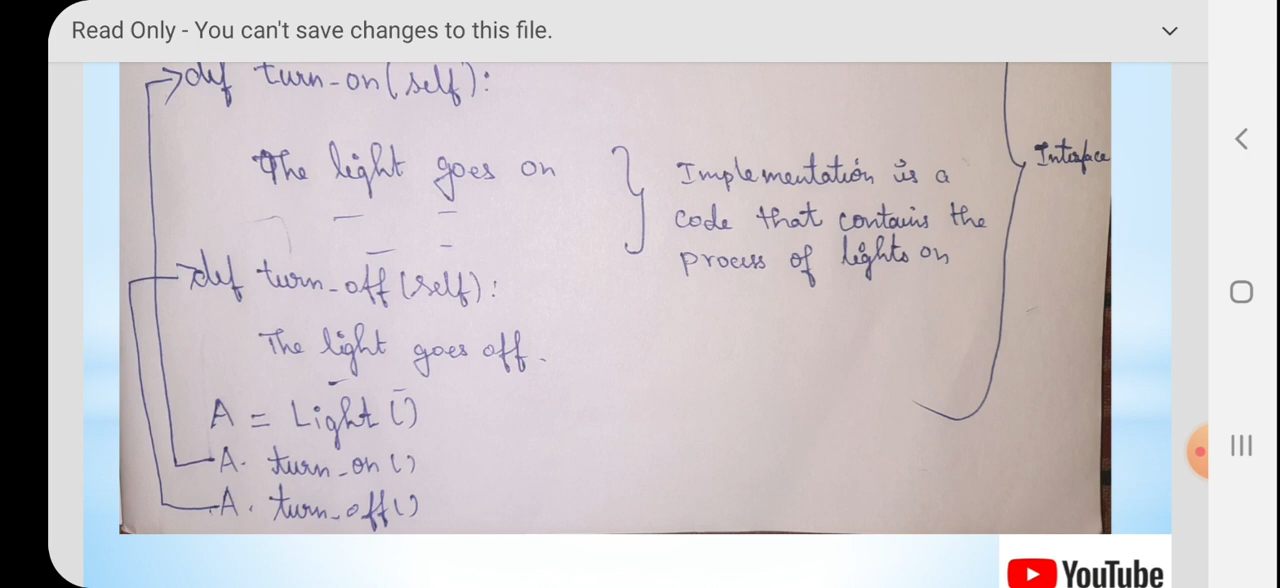 Read Only - You can't save changes to this file.
def turn-on(self):
The light goes on
Implementation is a
code that contains the
process of lights on
Interface
def turn-off(self):
The light goes off.
A = Light()
A. turn-on()
A. turn-off()
YouTube